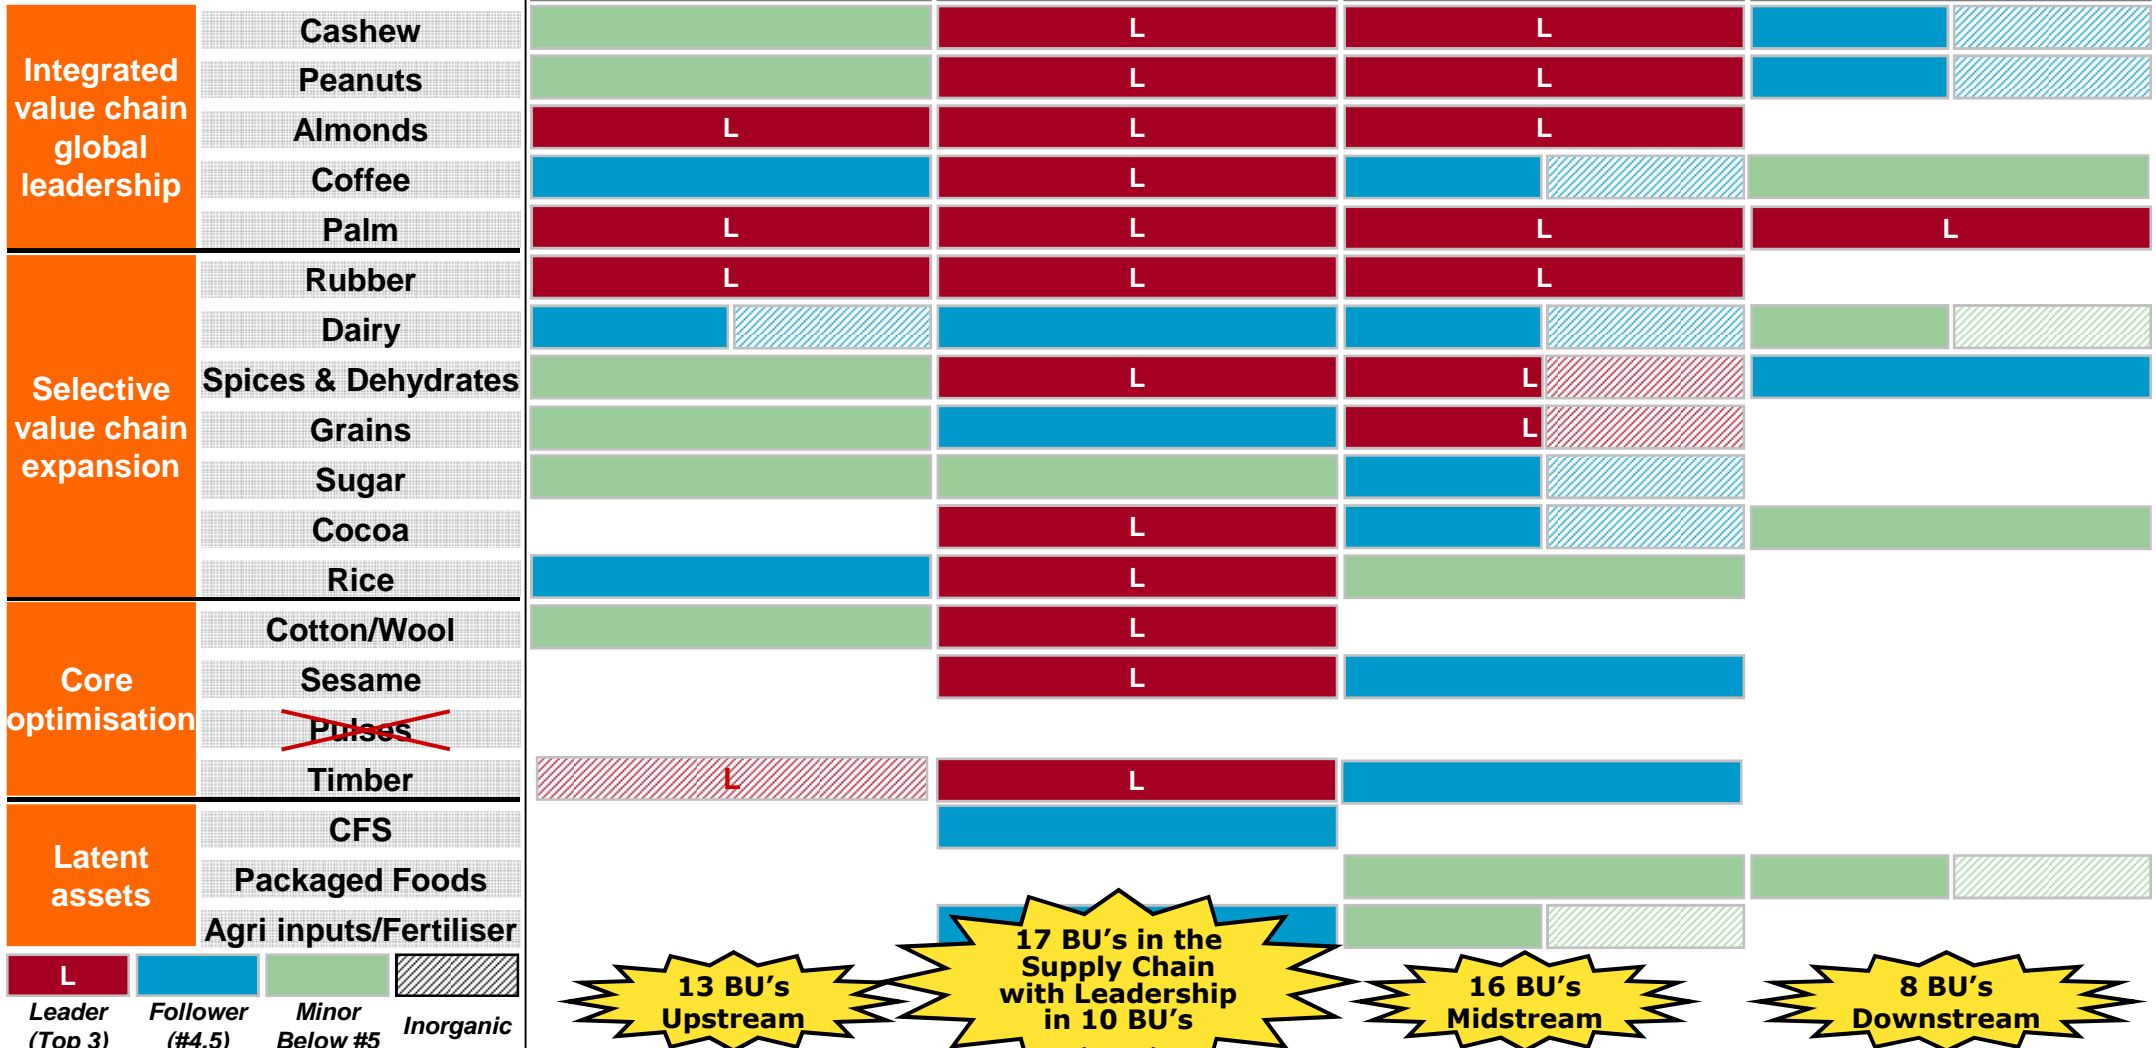 Integrated
value chain
global
leadership
Cashew
L
L
Peanuts
L
L
Almonds
L
L
L
Coffee
L
Palm
L
L
L
L
Selective
value chain
expansion
Rubber
L
L
L
Dairy
Spices & Dehydrates
L
L
Grains
L
Sugar
Cocoa
L
Rice
L
Core
optimisation
Cotton/Wool
L
Sesame
L
Pulses
Timber
L
L
Latent
assets
CFS
Packaged Foods
Agri inputs/Fertiliser
L
Leader
(Top 3)
Follower
(#4,5)
Minor
Below #5
Inorganic
13 BU's
Upstream
17 BU's in the
Supply Chain
with Leadership
in 10 BU's
16 BU's
Midstream
8 BU's
Downstream